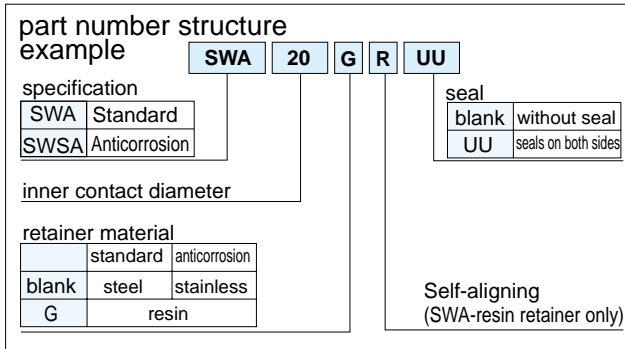 part number structure
example SWA 20 G R UU
specification
SWA Standard
SWSA Anticorrosion
seal
blank without seal
UU seals on both sides
inner contact diameter
retainer material
standard anticorrosion
blank steel stainless
G resin
Self-aligning
(SWA-resin retainer only)